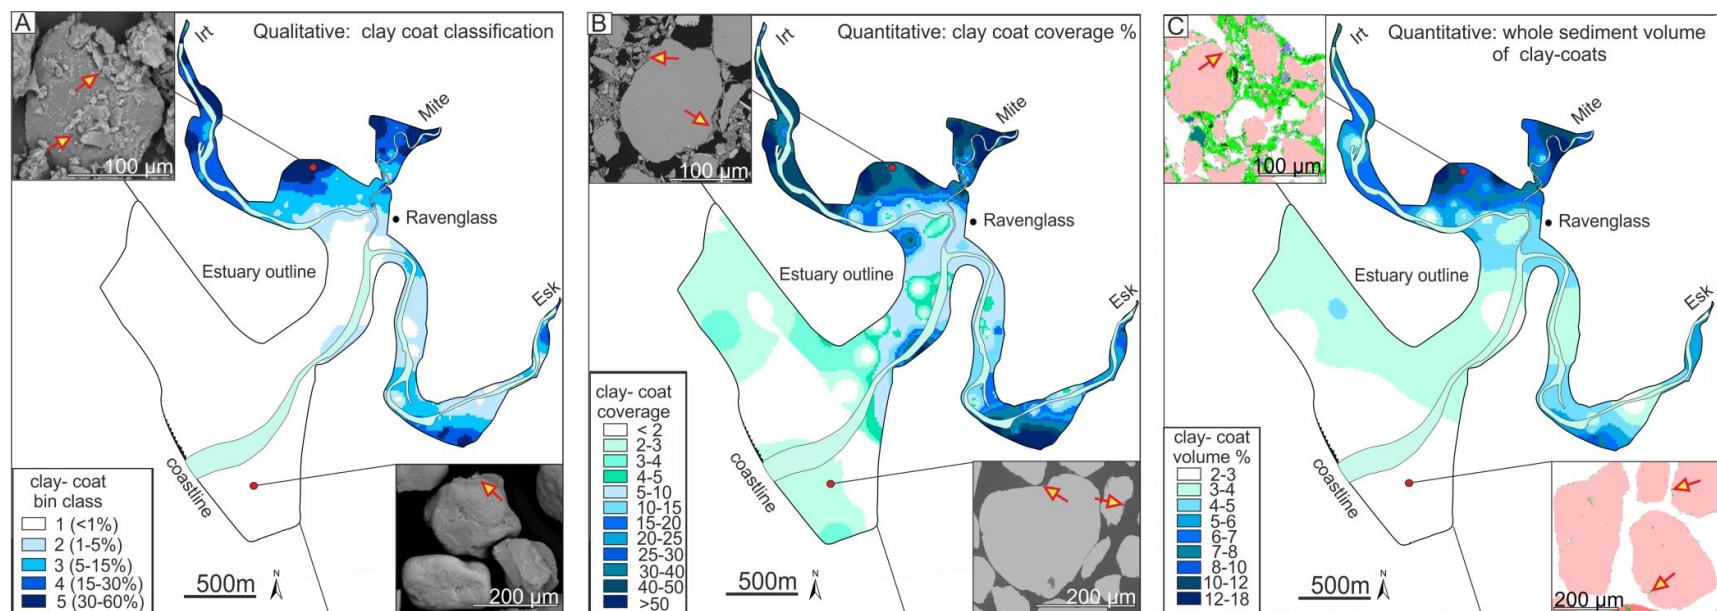 A
Irt
Qualitative: clay coat classification
100 µm
Mite
Ravenglass
Estuary outline
Esk
coastline
clay- coat
bin class
1 (<1%)
2 (1-5%)
3 (5-15%)
4 (15-30%)
5 (30-60%)
500m
N
200 µm
B
Irt
Quantitative: clay coat coverage %
100 µm
Mite
Ravenglass
Estuary outline
Esk
coastline
clay- coat
coverage
< 2
2-3
3-4
4-5
5-10
10-15
15-20
20-25
25-30
30-40
40-50
>50
500m
N
200 µm
C
Irt
Quantitative: whole sediment volume
of clay-coats
100 µm
Mite
Ravenglass
Estuary outline
Esk
coastline
clay- coat
volume %
2-3
3-4
4-5
5-6
6-7
7-8
8-10
10-12
12-18
500m
N
200 µm